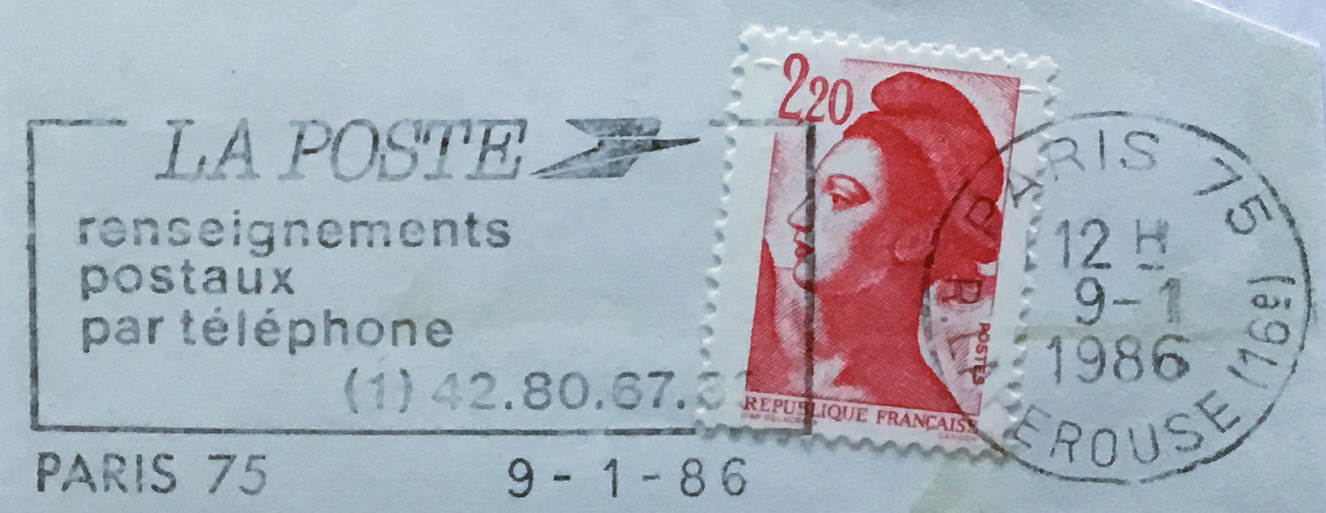 LA POSTE
renseignements
postaux
par téléphone
(1) 42.80.67.
PARIS 75
9-1-86
2,20
POSTES
REPUBLIQUE FRANÇAISE
PARIS 75
12 H
9-1
1986
R. LAPEROUSE (16e)